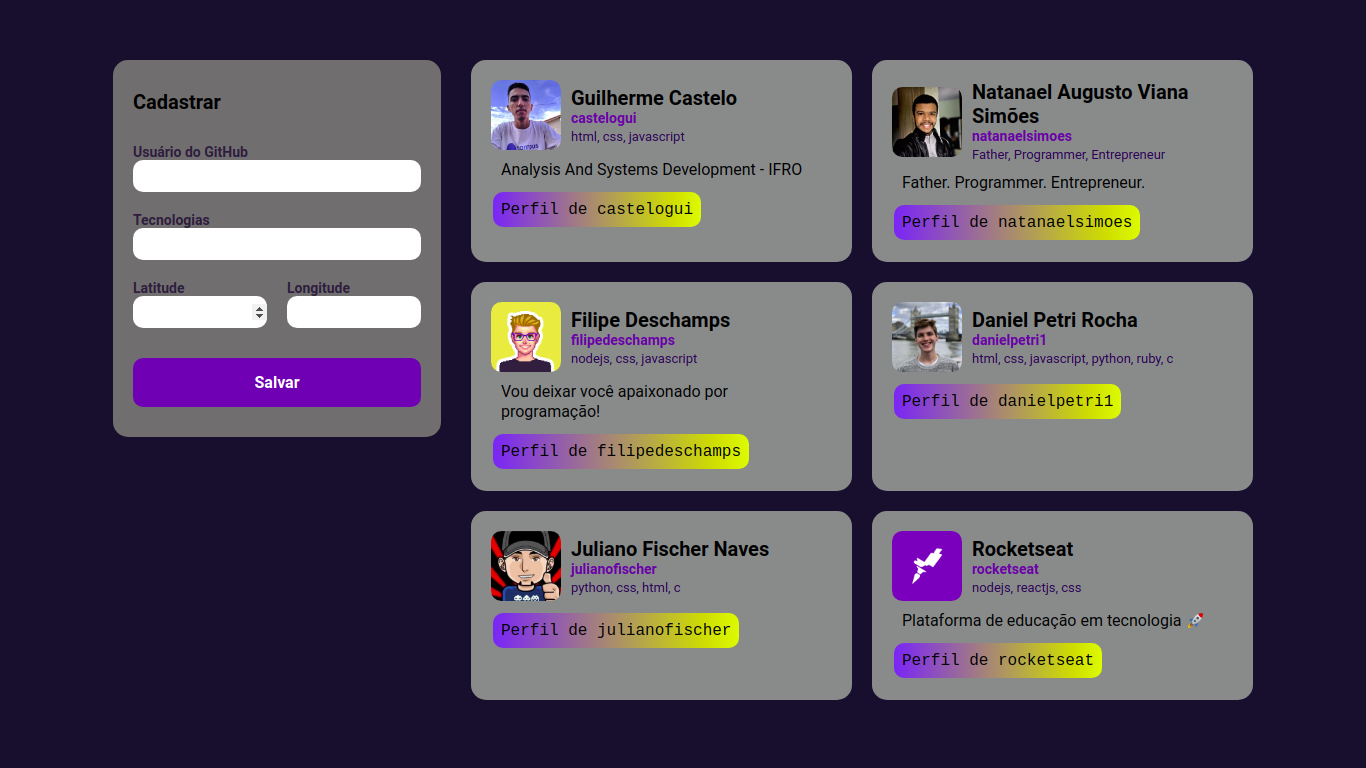 Cadastrar
Usuário do GitHub
Tecnologias
Latitude
Longitude
Salvar
Guilherme Castelo
castelogui
html, css, javascript
Analysis And Systems Development - IFRO
Perfil de castelogui
Natanael Augusto Viana
Simões
natanaelsimoes
Father, Programmer, Entrepreneur
Father. Programmer. Entrepreneur.
Perfil de natanaelsimoes
Filipe Deschamps
filipedeschamps
nodejs, css, javascript
Vou deixar você apaixonado por
programação!
Perfil de filipedeschamps
Daniel Petri Rocha
danielpetri1
html, css, javascript, python, ruby, c
Perfil de danielpetri1
Juliano Fischer Naves
julianofischer
python, css, html, c
Perfil de julianofischer
Rocketseat
rocketseat
nodejs, reactjs, css
Plataforma de educação em tecnologia 🚀
Perfil de rocketseat